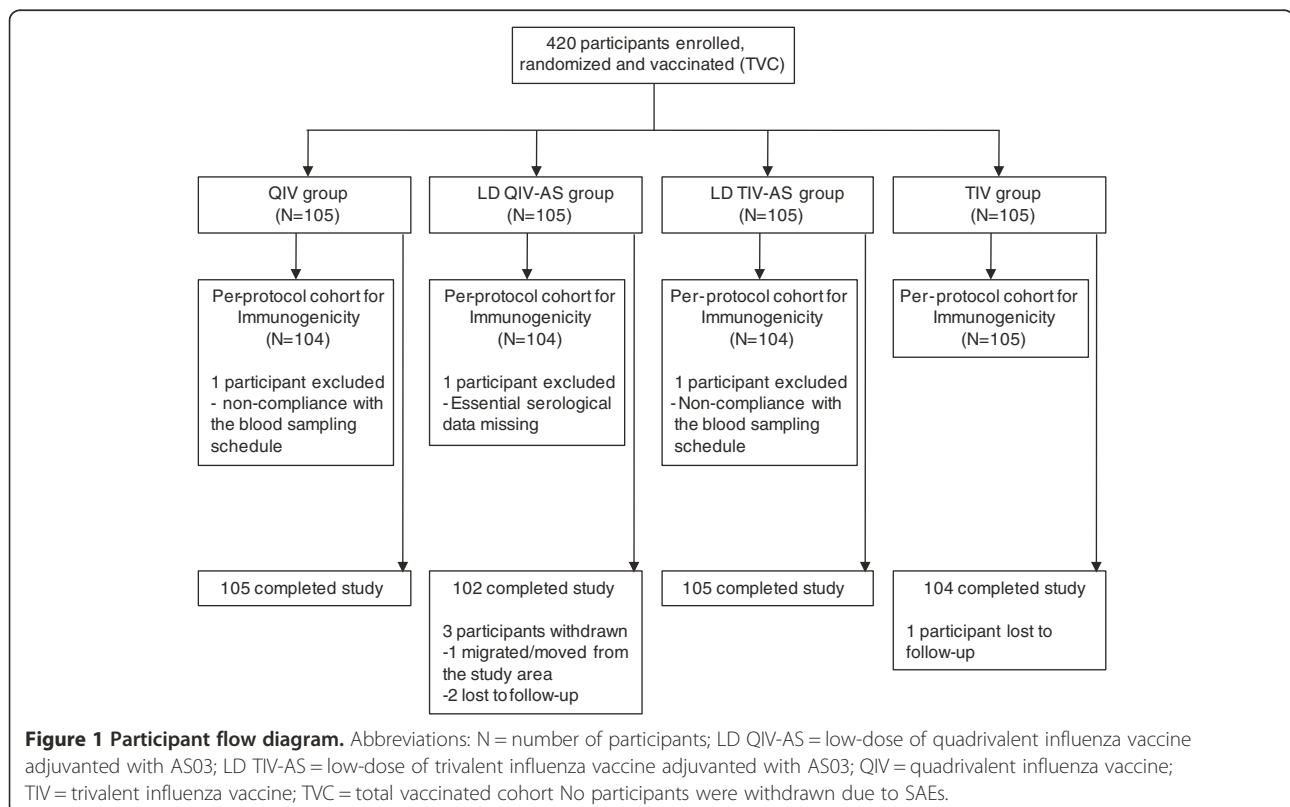 420 participants enrolled,
randomized and vaccinated (TVC)
QIV group
(N=105)
LD QIV-AS group
(N=105)
LD TIV-AS group
(N=105)
TIV group
(N=105)
Per-protocol cohort for
Immunogenicity
(N=104)
1 participant excluded
- non-compliance with
the blood sampling
schedule
Per-protocol cohort for
Immunogenicity
(N=104)
1 participant excluded
-Essential serological
data missing
Per-protocol cohort for
Immunogenicity
(N=104)
1 participant excluded
-Non-compliance with
the blood sampling
schedule
Per-protocol cohort for
Immunogenicity
(N=105)
105 completed study
102 completed study
3 participants withdrawn
-1 migrated/moved from
the study area
-2 lost to follow-up
105 completed study
104 completed study
1 participant lost to
follow-up
Figure 1 Participant flow diagram. Abbreviations: N = number of participants; LD QIV-AS = low-dose of quadrivalent influenza vaccine
adjuvanted with AS03; LD TIV-AS = low-dose of trivalent influenza vaccine adjuvanted with AS03; QIV = quadrivalent influenza vaccine;
TIV = trivalent influenza vaccine; TVC = total vaccinated cohort No participants were withdrawn due to SAEs.